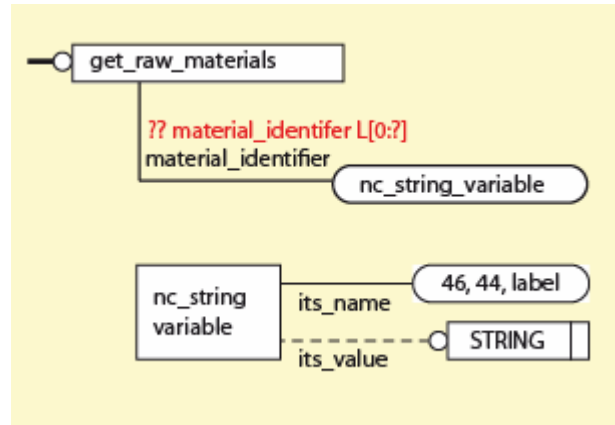 get_raw_materials
?? material_identifer L[0:?]
material_identifier
nc_string_variable
nc_string
variable
46, 44, label
its_name
STRING
its_value